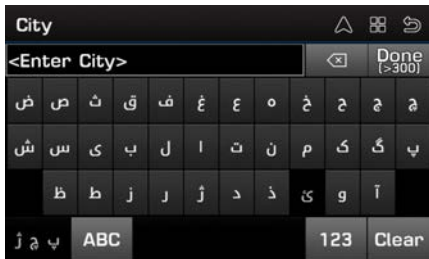 City
<Enter City>
Done
(>300)
ض ص ث ق ف غ ع ه خ ح ج چ
ش س ی ب ل ا ت ن م ک گ پ
ظ ط ز ر ژ د ذ ئ و آ
پ چ ژ ABC 123 Clear